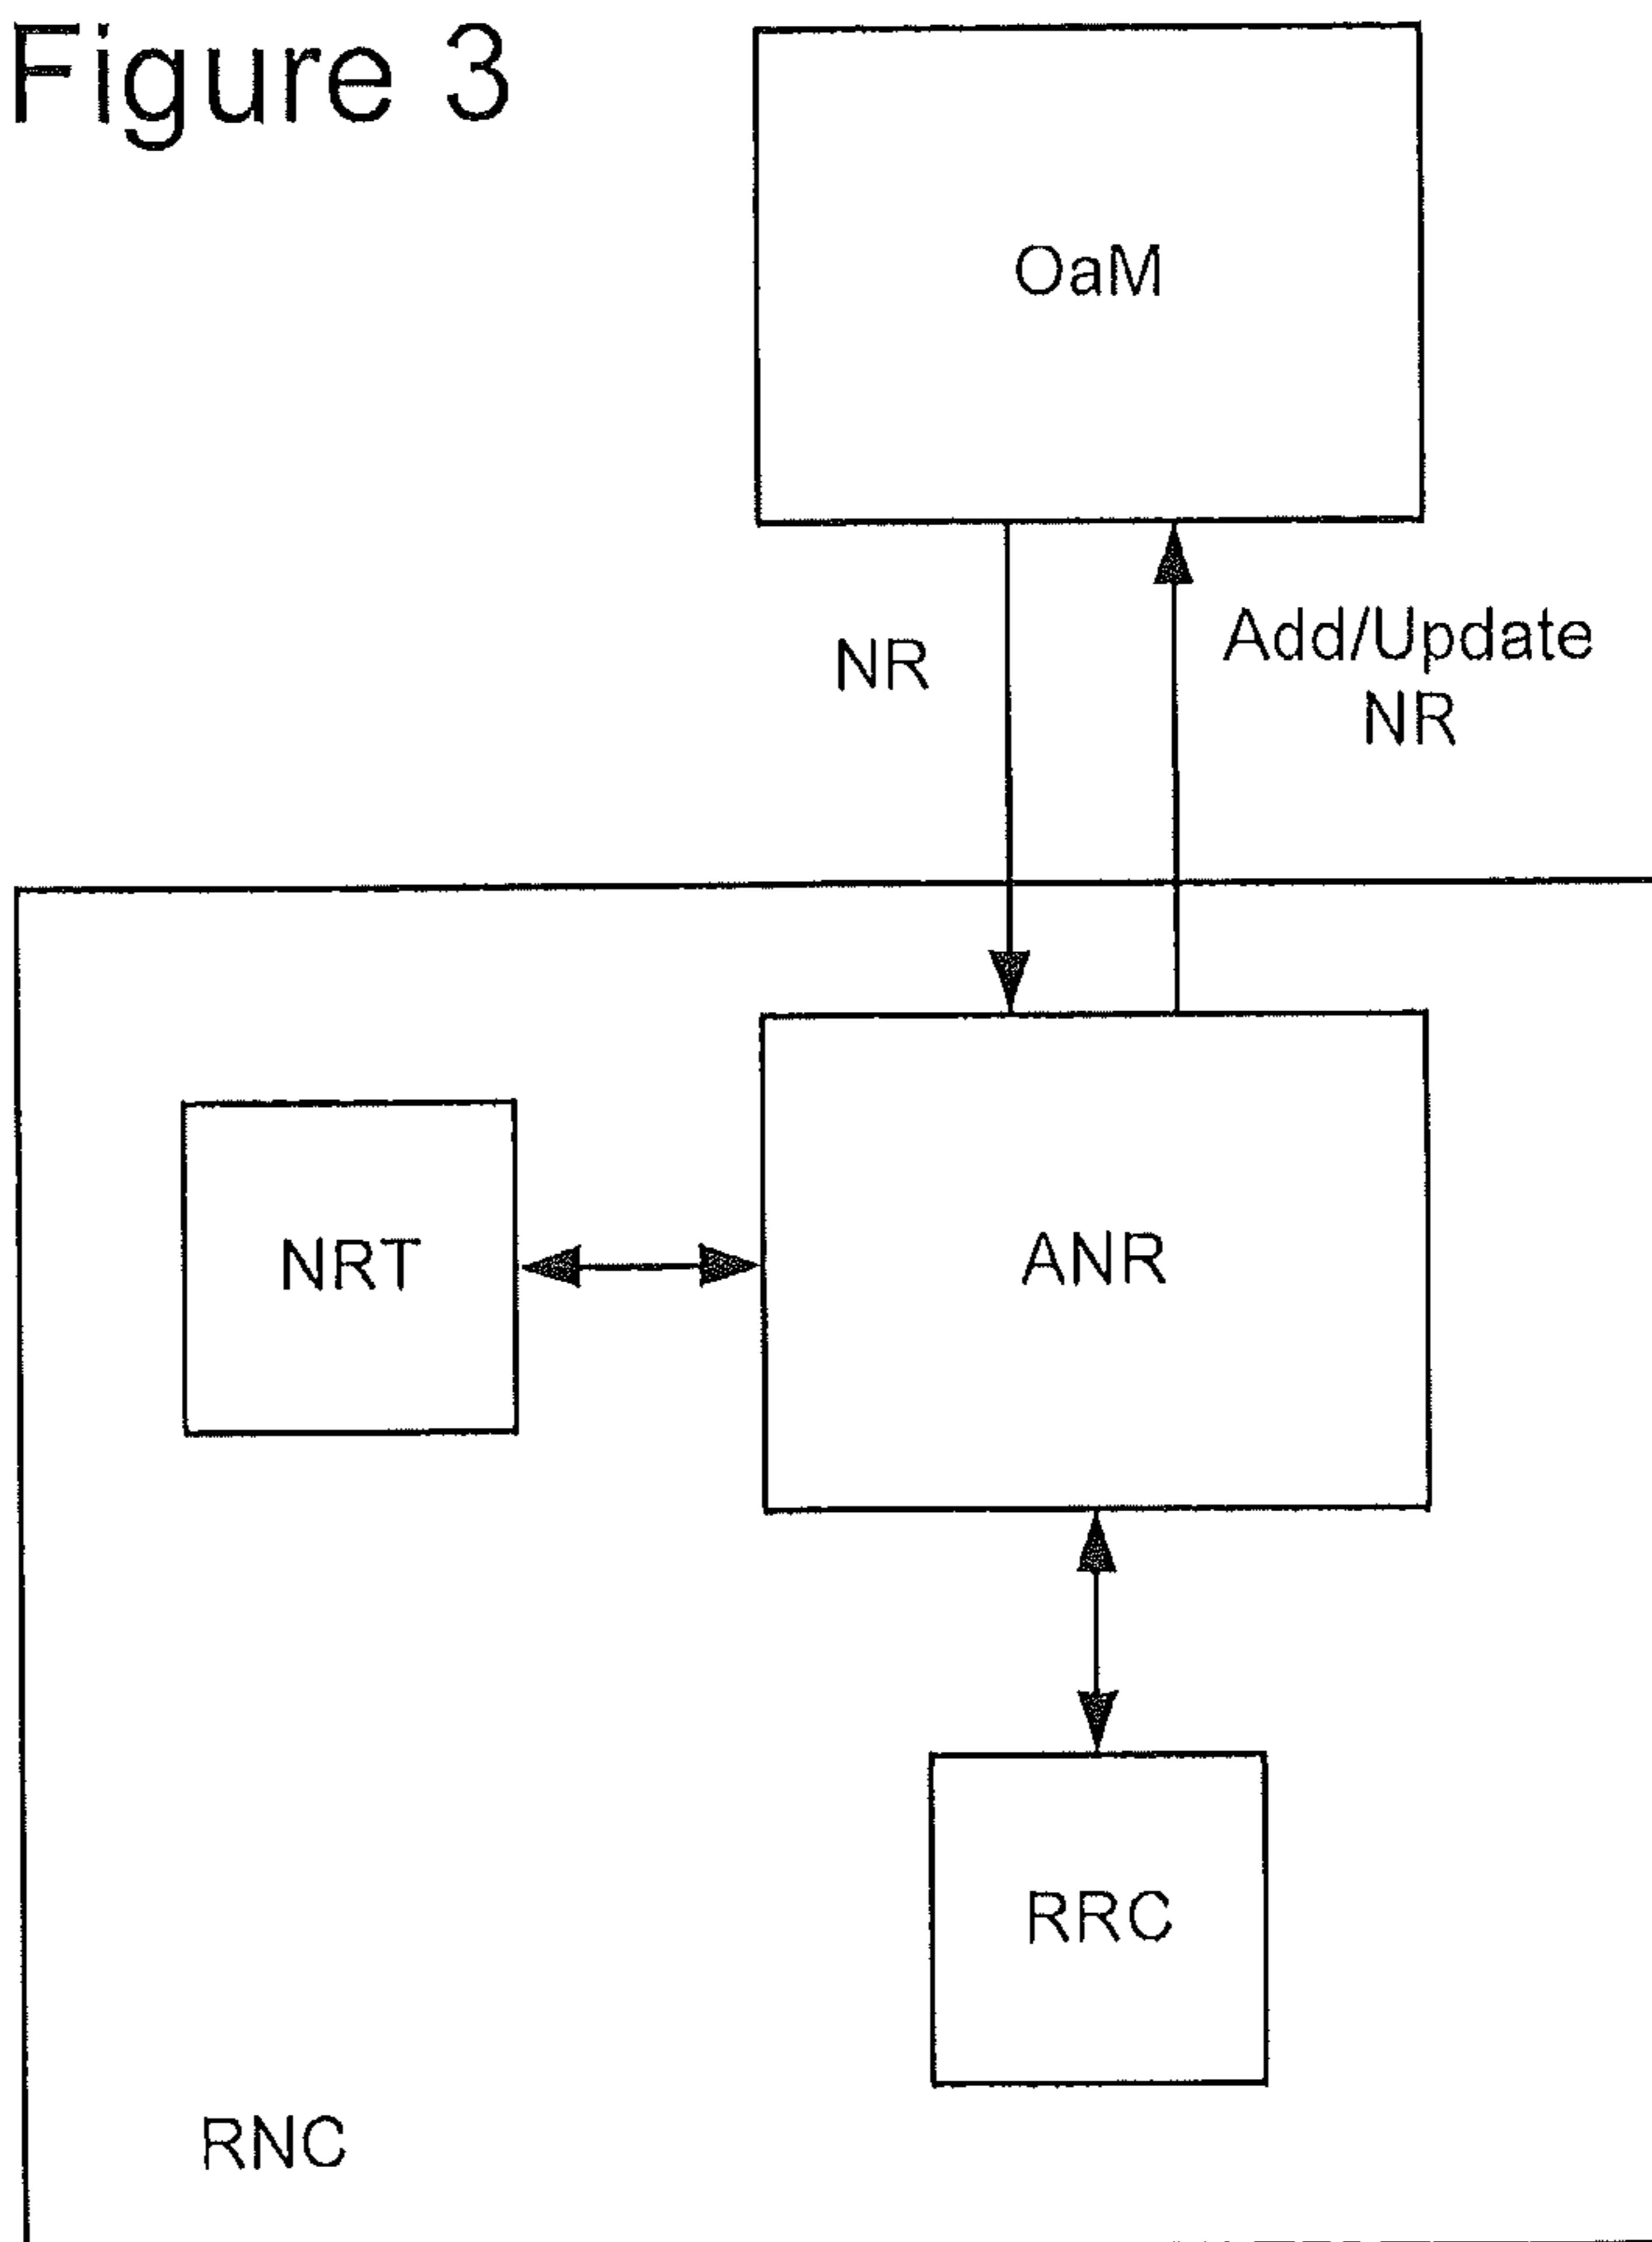 Figure 3
OaM
NR
Add/Update
NR
NRT
ANR
RRC
RNC